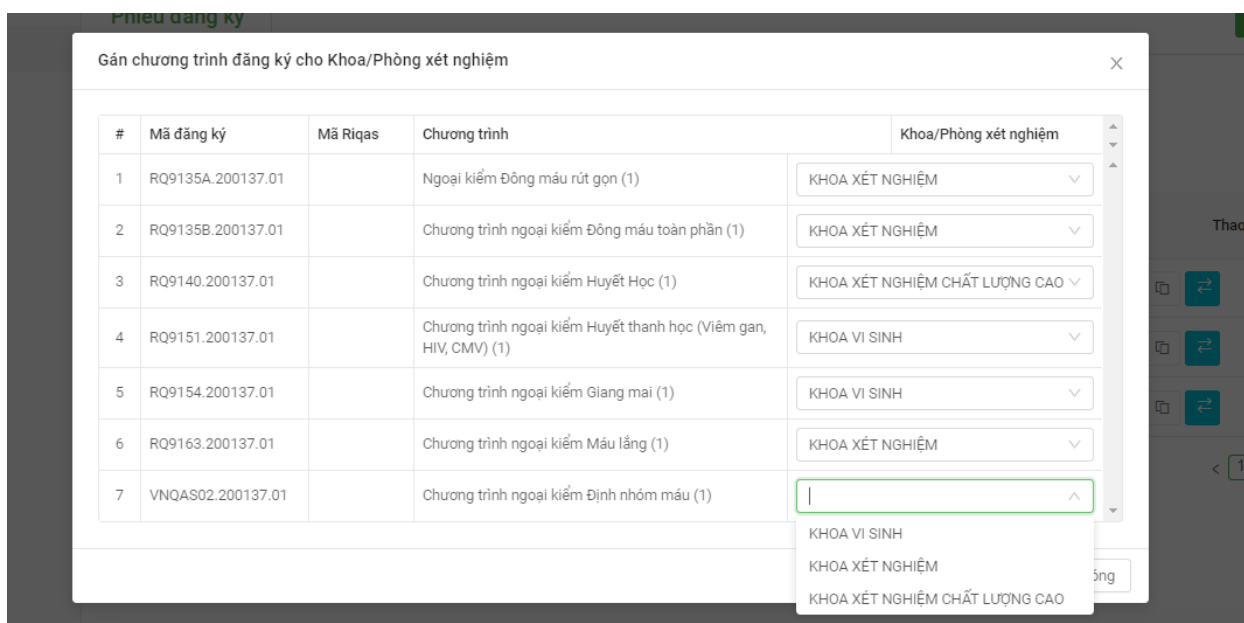 Phiếu đăng ký
Gán chương trình đăng ký cho Khoa/Phòng xét nghiệm
# Mã đăng ký Mã Riqas Chương trình Khoa/Phòng xét nghiệm
1 RQ9135A.200137.01 Ngoại kiểm Đông máu rút gọn (1) KHOA XÉT NGHIỆM
Thao
2 RQ9135B.200137.01 Chương trình ngoại kiểm Đông máu toàn phần (1) KHOA XÉT NGHIỆM
3 RQ9140.200137.01 Chương trình ngoại kiểm Huyết Học (1) KHOA XÉT NGHIỆM CHẤT LƯỢNG CAO
4 RQ9151.200137.01 Chương trình ngoại kiểm Huyết thanh học (Viêm gan,
HIV, CMV) (1) KHOA VI SINH
5 RQ9154.200137.01 Chương trình ngoại kiểm Giang mai (1) KHOA VI SINH
6 RQ9163.200137.01 Chương trình ngoại kiểm Máu lắng (1) KHOA XÉT NGHIỆM
< 1
7 VNQAS02.200137.01 Chương trình ngoại kiểm Định nhóm máu (1)
KHOA VI SINH
KHOA XÉT NGHIỆM
óng
KHOA XÉT NGHIỆM CHẤT LƯỢNG CAO